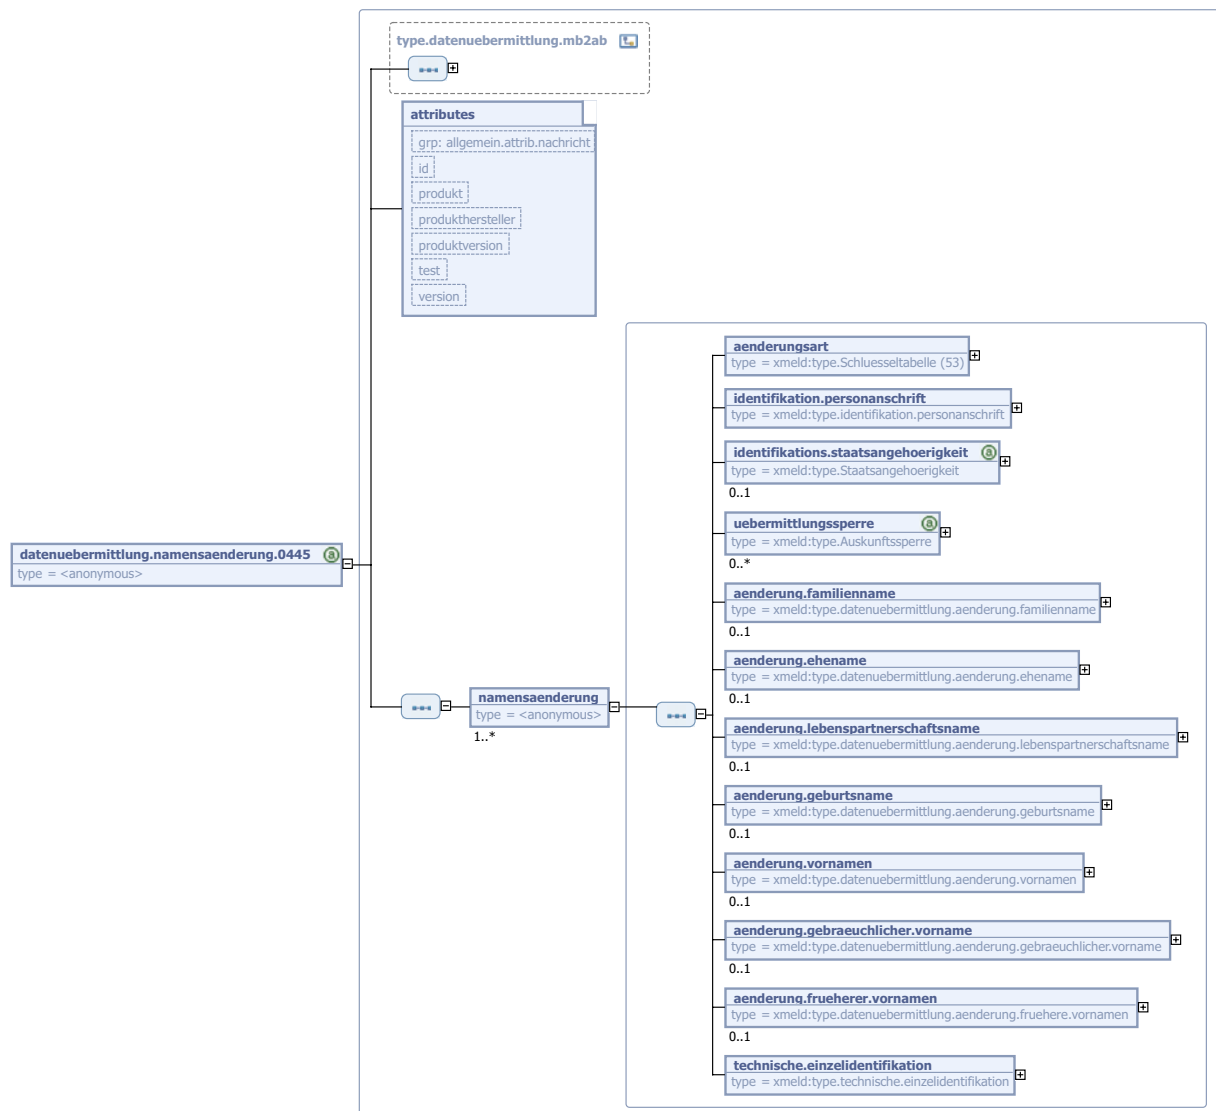 type.datenuebermittlung.mb2ab
attributes
grp: allgemein.attrib.nachricht
id
produkt
produkthersteller
produktversion
test
version
datenuebermittlung.namensaenderung.0445
type = <anonymous>
namensaenderung
type = <anonymous>
1..*
aenderungsart
type = xmeld:type.Schluesseltabelle (53)
identifikation.personanschrift
type = xmeld:type.identifikation.personanschrift
identifikations.staatsangehoerigkeit
type = xmeld:type.Staatsangehoerigkeit
0..1
uebermittlungssperre
type = xmeld:type.Auskunftssperre
0..*
aenderung.familienname
type = xmeld:type.datenuebermittlung.aenderung.familienname
0..1
aenderung.ehename
type = xmeld:type.datenuebermittlung.aenderung.ehename
0..1
aenderung.lebenspartnerschaftsname
type = xmeld:type.datenuebermittlung.aenderung.lebenspartnerschaftsname
0..1
aenderung.geburtsname
type = xmeld:type.datenuebermittlung.aenderung.geburtsname
0..1
aenderung.vornamen
type = xmeld:type.datenuebermittlung.aenderung.vornamen
0..1
aenderung.gebraeuchlicher.vorname
type = xmeld:type.datenuebermittlung.aenderung.gebraeuchlicher.vorname
0..1
aenderung.frueherer.vornamen
type = xmeld:type.datenuebermittlung.aenderung.fruehere.vornamen
0..1
technische.einzelidentifikation
type = xmeld:type.technische.einzelidentifikation